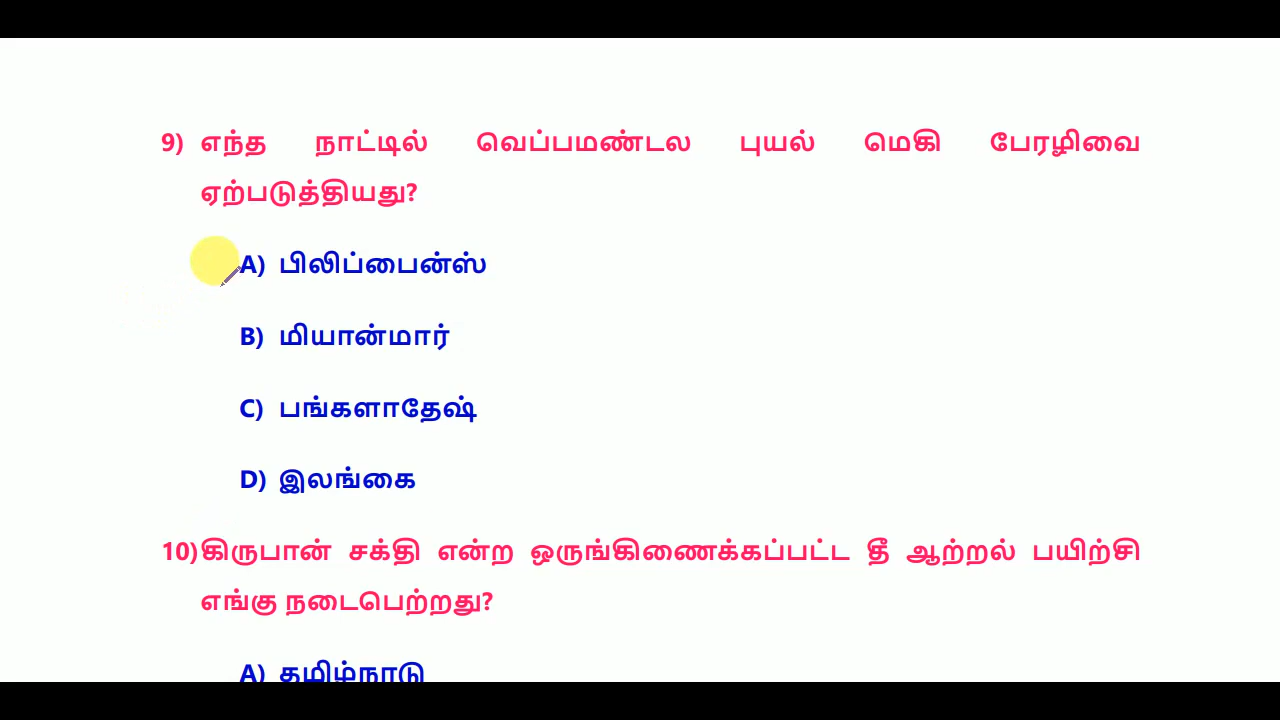 9) எந்த நாட்டில் வெப்பமண்டல புயல் மெகி பேரழிவை
ஏற்படுத்தியது?
A) பிலிப்பைன்ஸ்
B) மியான்மார்
C) பங்களாதேஷ்
D) இலங்கை
10)கிருபான் சக்தி என்ற ஒருங்கிணைக்கப்பட்ட தீ ஆற்றல் பயிற்சி
எங்கு நடைபெற்றது?
A) தமிழ்நாடு